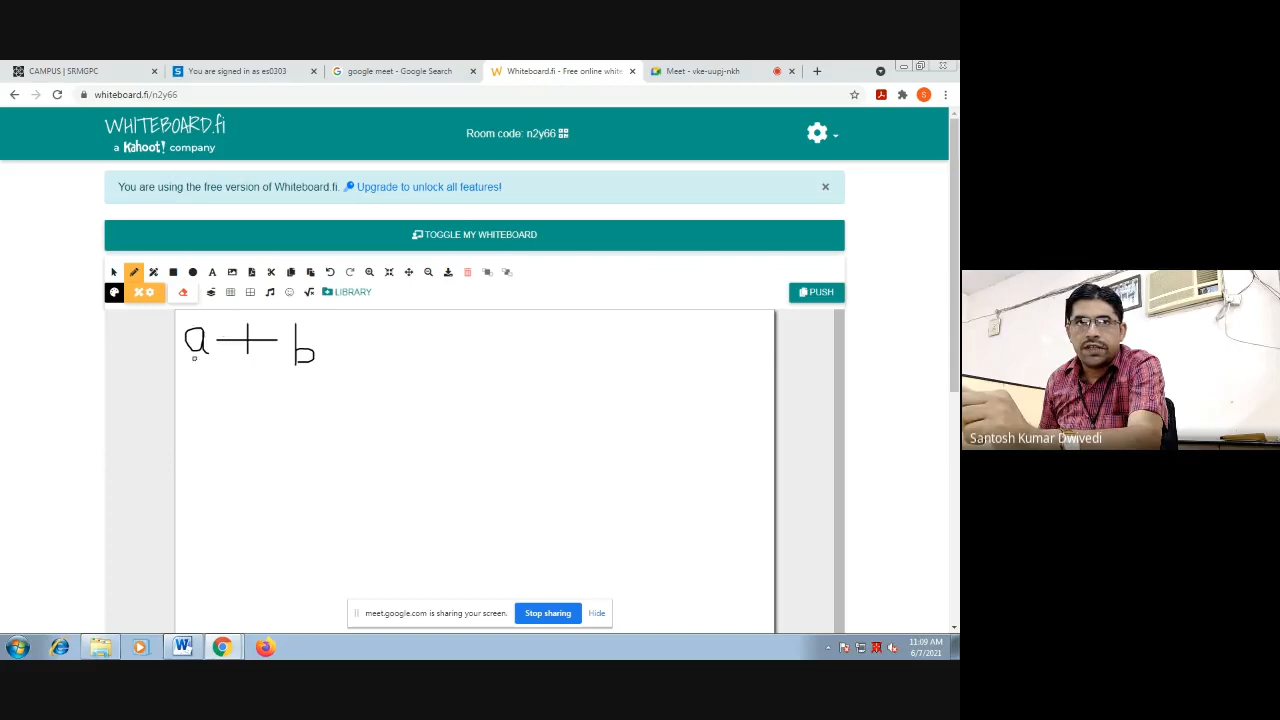 CAMPUS | SRMGPC
You are signed in as es0303
google meet - Google Search
Whiteboard.fi - Free online white
Meet - vke-uupj-nkh
whiteboard.fi/n2y66
WHITEBOARD.fi
a Kahoot! company
Room code: n2y66
You are using the free version of Whiteboard.fi. Upgrade to unlock all features!
TOGGLE MY WHITEBOARD
LIBRARY
PUSH
a + b
Santosh Kumar Dwivedi
meet.google.com is sharing your screen. Stop sharing Hide
11:09 AM
6/7/2021